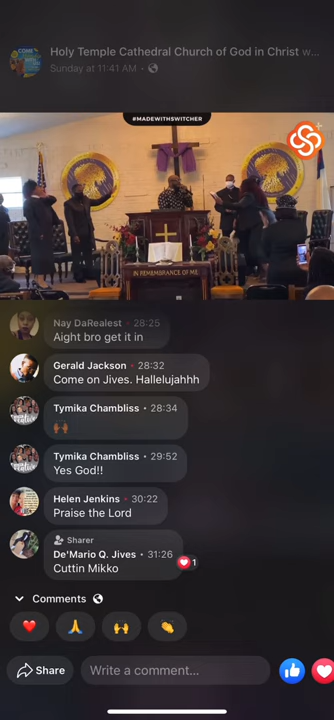 Holy Temple Cathedral Church of God in Christ w...
Sunday at 11:41 AM •
#MADEWITHSWITCHER
IN REMEMBRANCE OF ME
Nay DaRealest • 28:25
Aight bro get it in
Gerald Jackson • 28:32
Come on Jives. Hallelujahhh
Tymika Chambliss • 28:34
🙌🏾
Tymika Chambliss • 29:52
Yes God!!
Helen Jenkins • 30:22
Praise the Lord
Sharer
De'Mario Q. Jives • 31:26
Cuttin Mikko
1
Comments
Share
Write a comment...